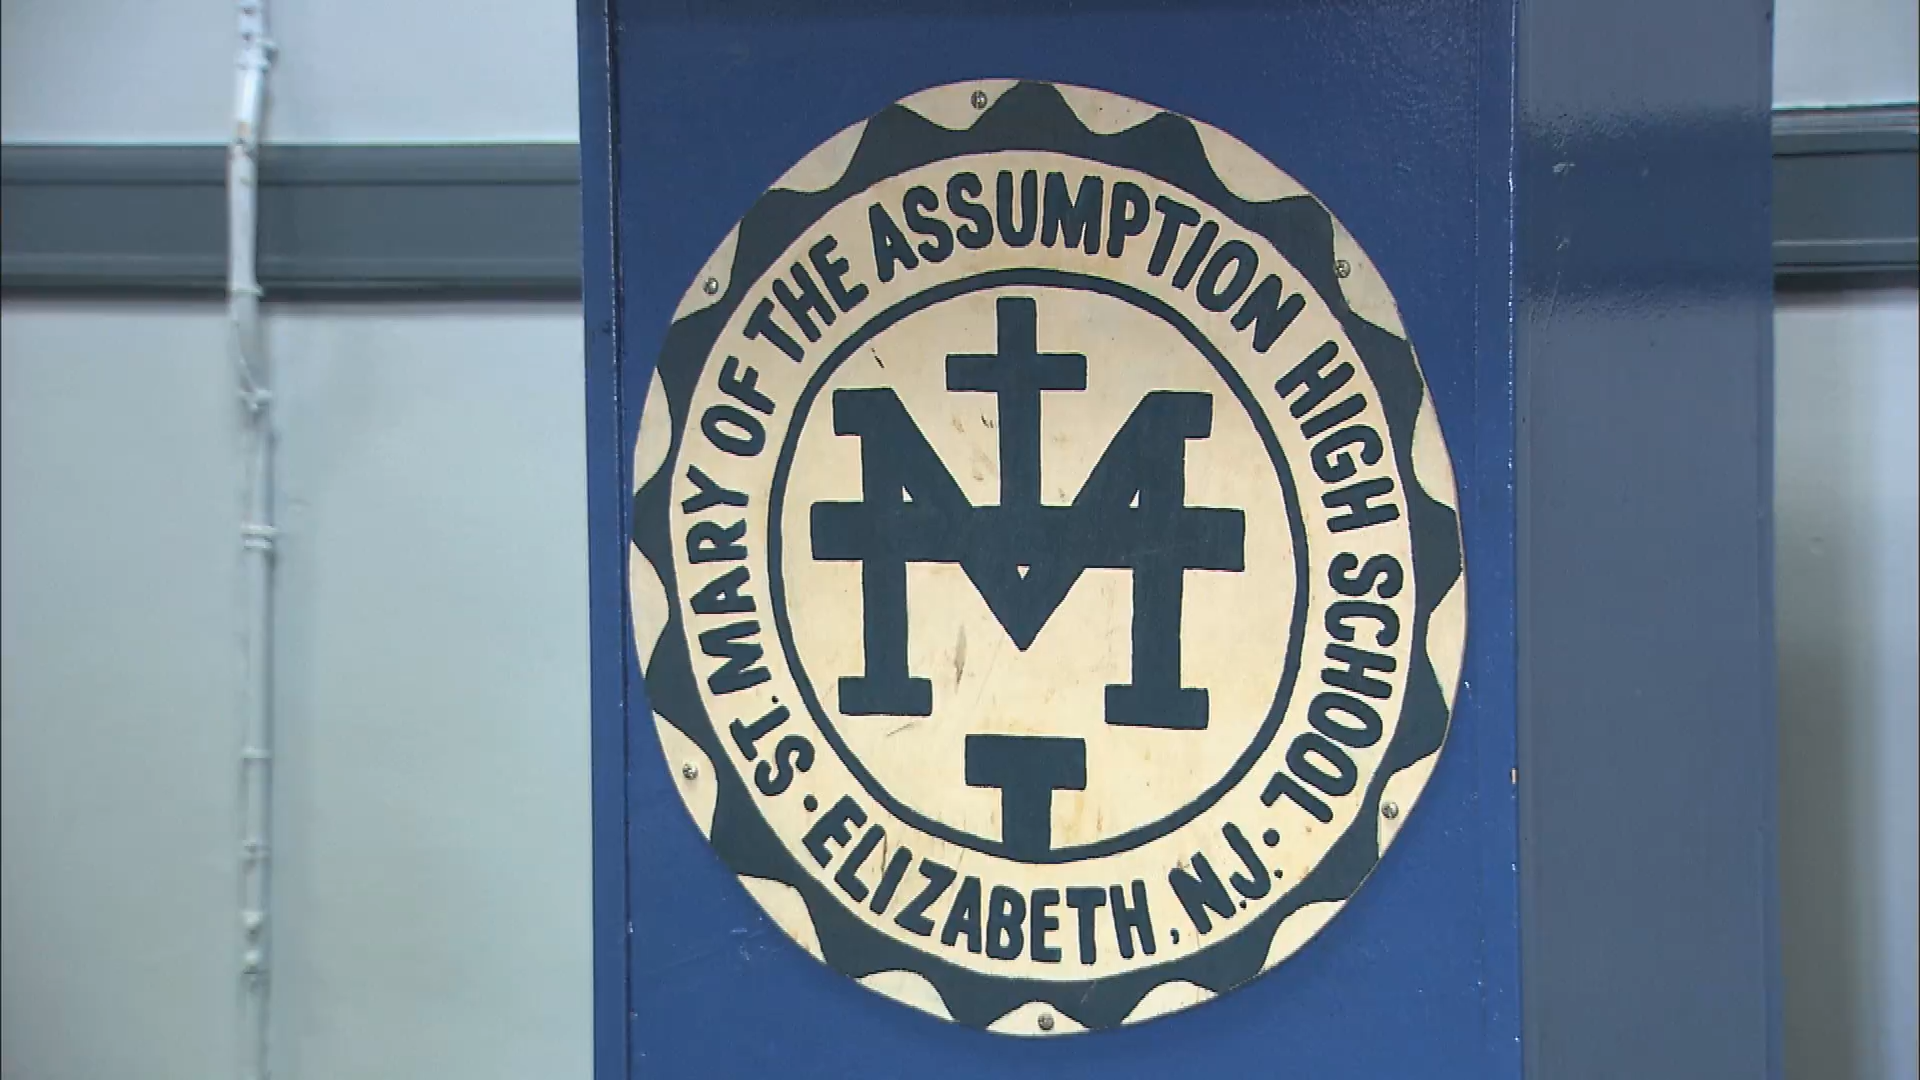 ST. MARY OF THE ASSUMPTION HIGH SCHOOL
• ELIZABETH, N.J. •
M